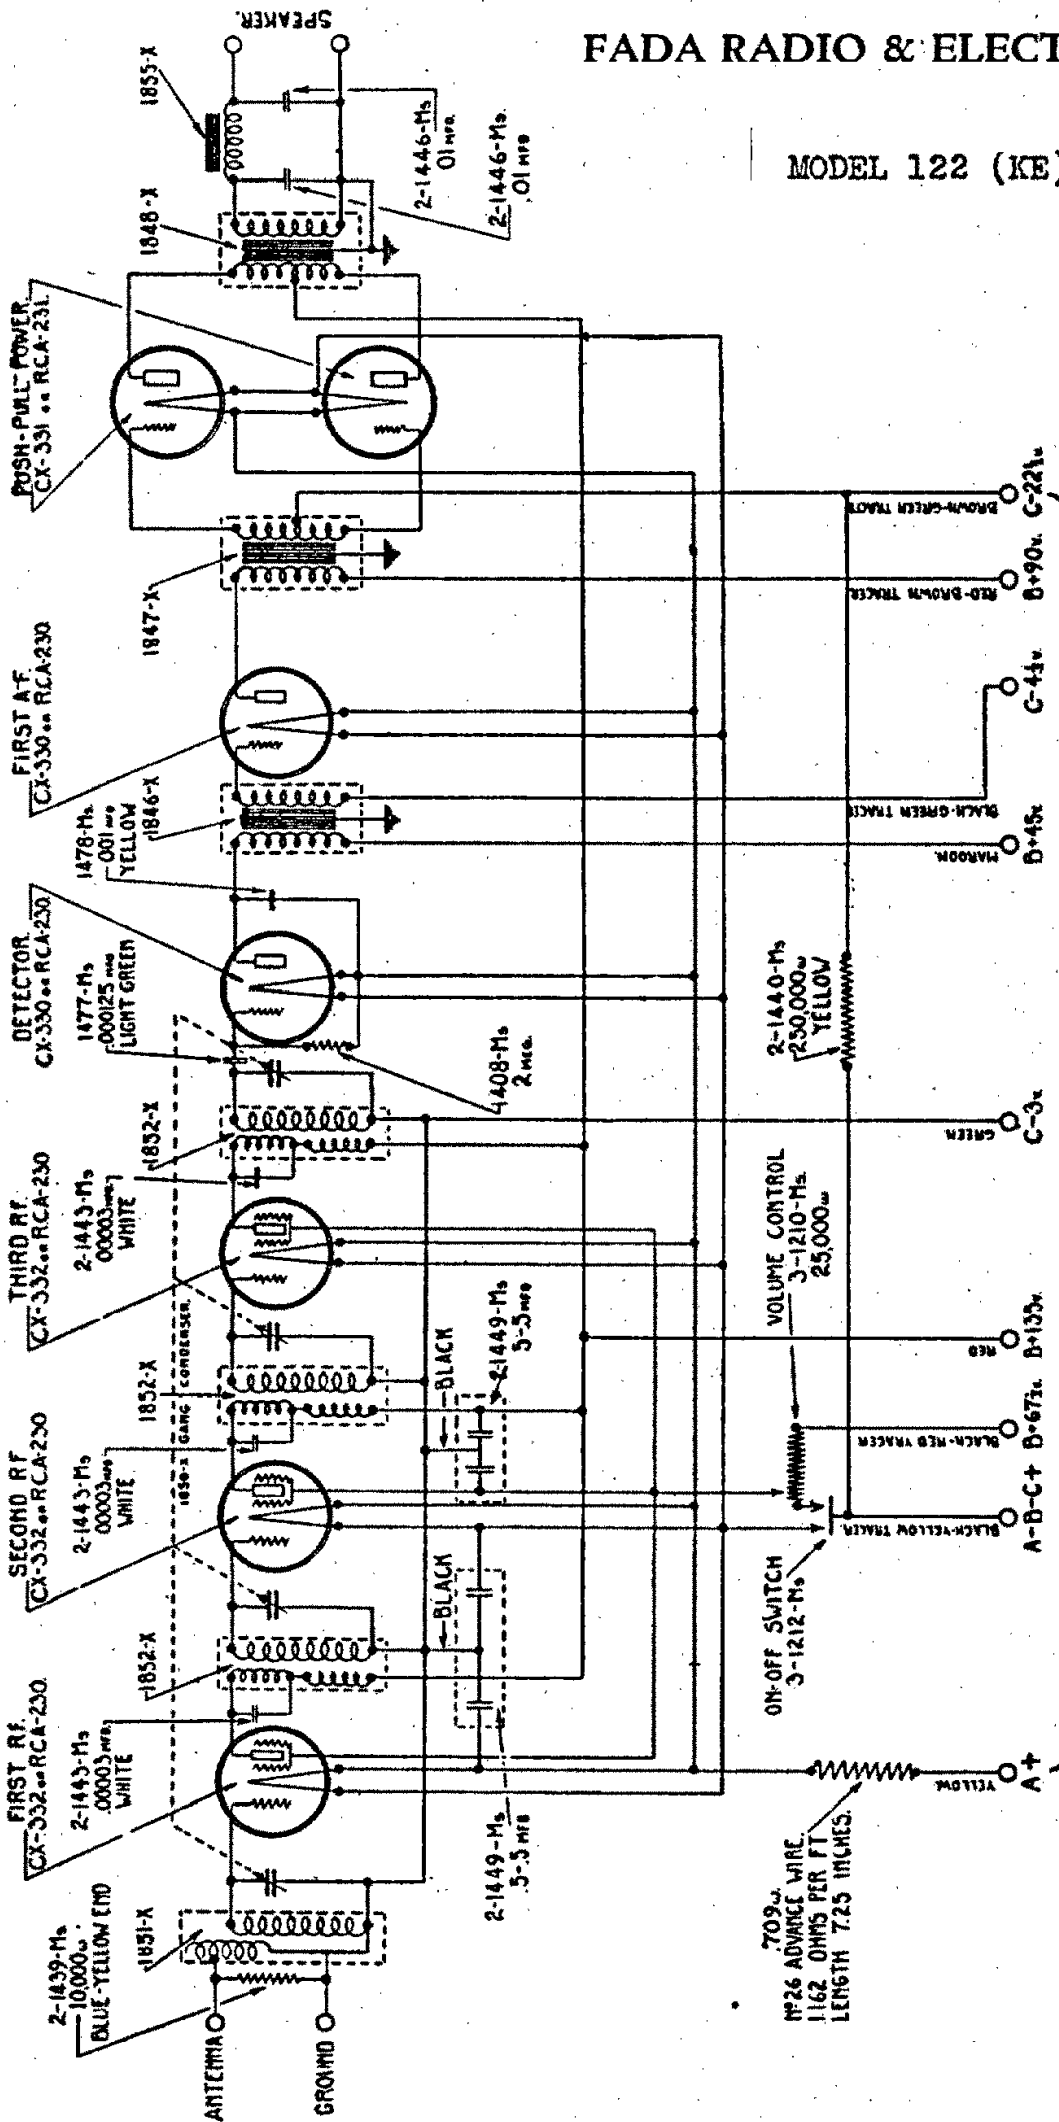 FADA RADIO & ELECT
MODEL 122 (KE)
SPEAKER.
1855-X
1848-X
2-1446-Ms
.01 MFD.
2-1446-Ms.
.01 MFD
PUSH-PULL POWER
CX-331 OR RCA-231.
1847-X
FIRST A-F.
CX-330 OR RCA-230
1846-X
1478-Ms.
.001 MFD
YELLOW
DETECTOR
CX-330 OR RCA-230
1477-Ms
.000125 MFD
LIGHT GREEN
4408-Ms
2 MEG.
1852-X
THIRD RF.
CX-332 OR RCA-230
2-1443-Ms
.00003 MFD.
WHITE
1852-X
1850-X GANG CONDENSER.
SECOND RF
CX-332 OR RCA-230
2-1443-Ms
.00003 MFD.
WHITE
BLACK
2-1449-Ms
.5-.5 MFD
1852-X
BLACK
FIRST RF.
CX-332 OR RCA-230.
2-1443-Ms
.00003 MFD.
WHITE
2-1449-Ms
.5-.5 MFD
2-1439-Ms
10,000ω
BLUE-YELLOW END
1851-X
ANTENNA
GROUND
2-1440-Ms
250,000ω
YELLOW
VOLUME CONTROL
3-1210-Ms.
25,000ω
ON-OFF SWITCH
3-1212-Ms
.709ω.
Nº26 ADVANCE WIRE.
1.162 OHMS PER FT
LENGTH 7.25 INCHES.
YELLOW.
A+
BLACK-YELLOW TRACER
A-B-C+
BLACK-RED TRACER
B+67½v.
RED
B+135v.
GREEN
C-3v.
MAROON.
B+45v
BLACK-GREEN TRACER
C-4½v.
RED-BROWN TRACER
B+90v.
BROWN-GREEN TRACER
C-22½v.